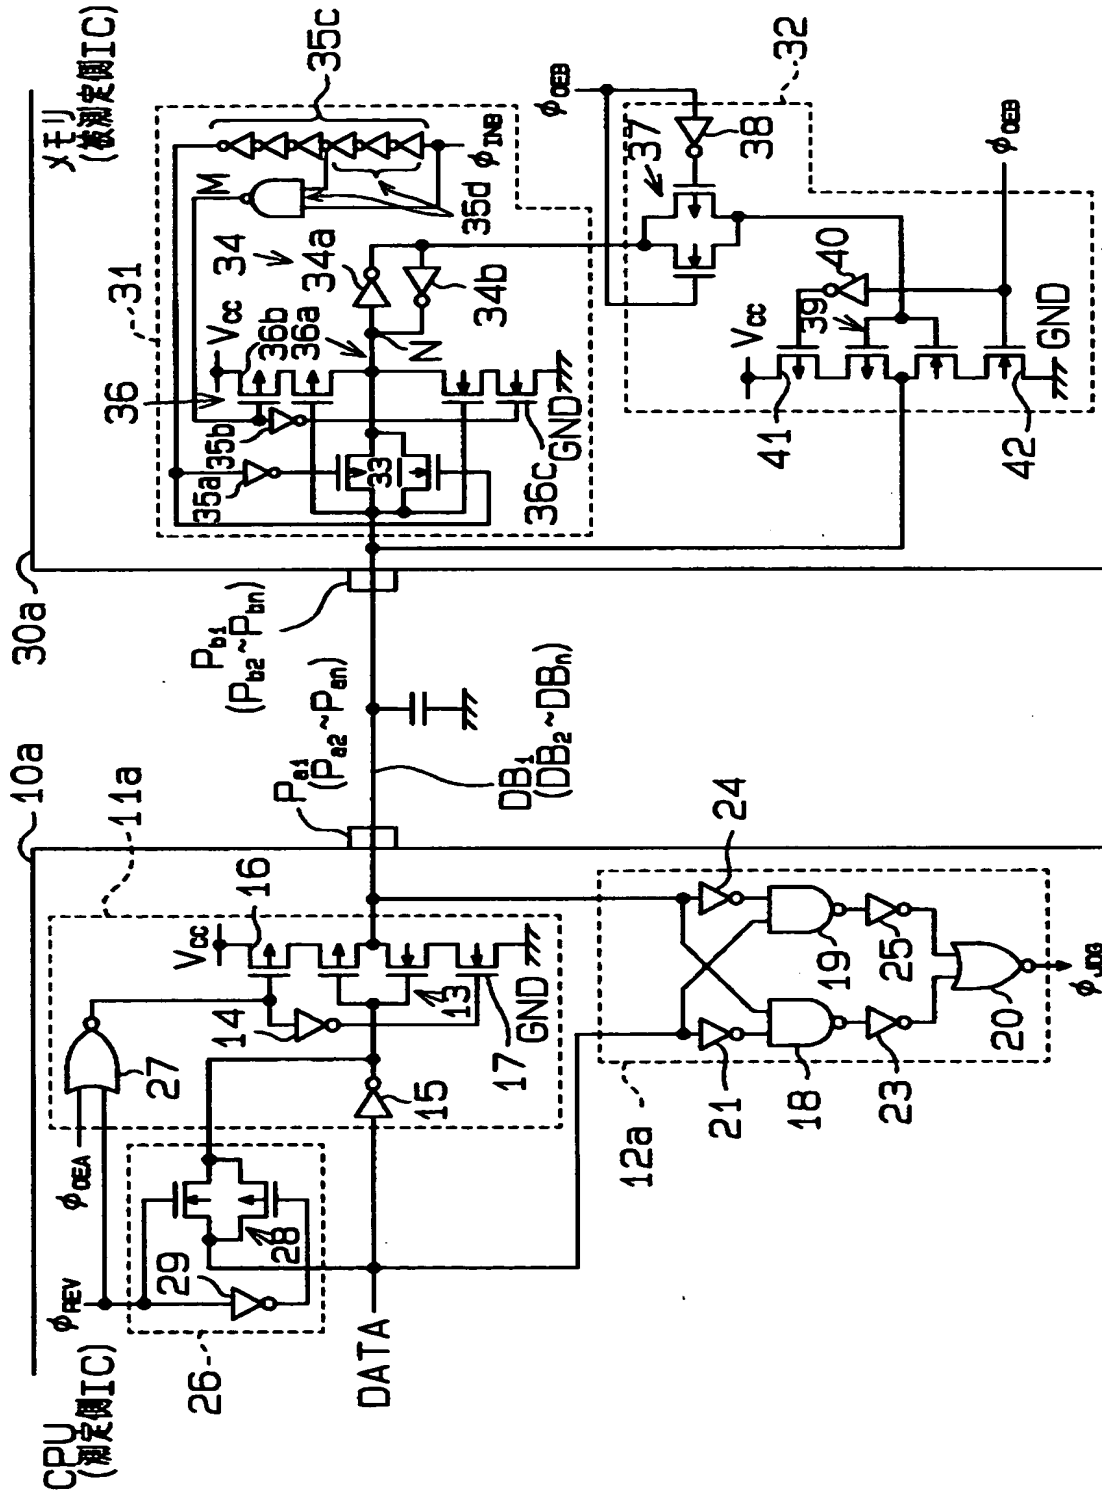 CPU
(測定側IC)
10a
11a
φREV
φOEA
27
26
29
28
DATA
15
14
VCC
16
13
17
GND
12a
21
24
18
19
23
25
20
φJDG
Pa1
(Pa2~Pan)
DB1
(DB2~DBn)
Pb1
(Pb2~Pbn)
メモリ
(被測定側IC)
30a
31
36
VCC
36b
36a
35a
35b
33
36c
GND
34
34a
34b
N
M
35c
35d
φINB
φOEB
32
37
38
VCC
39
40
41
42
GND
φOEB